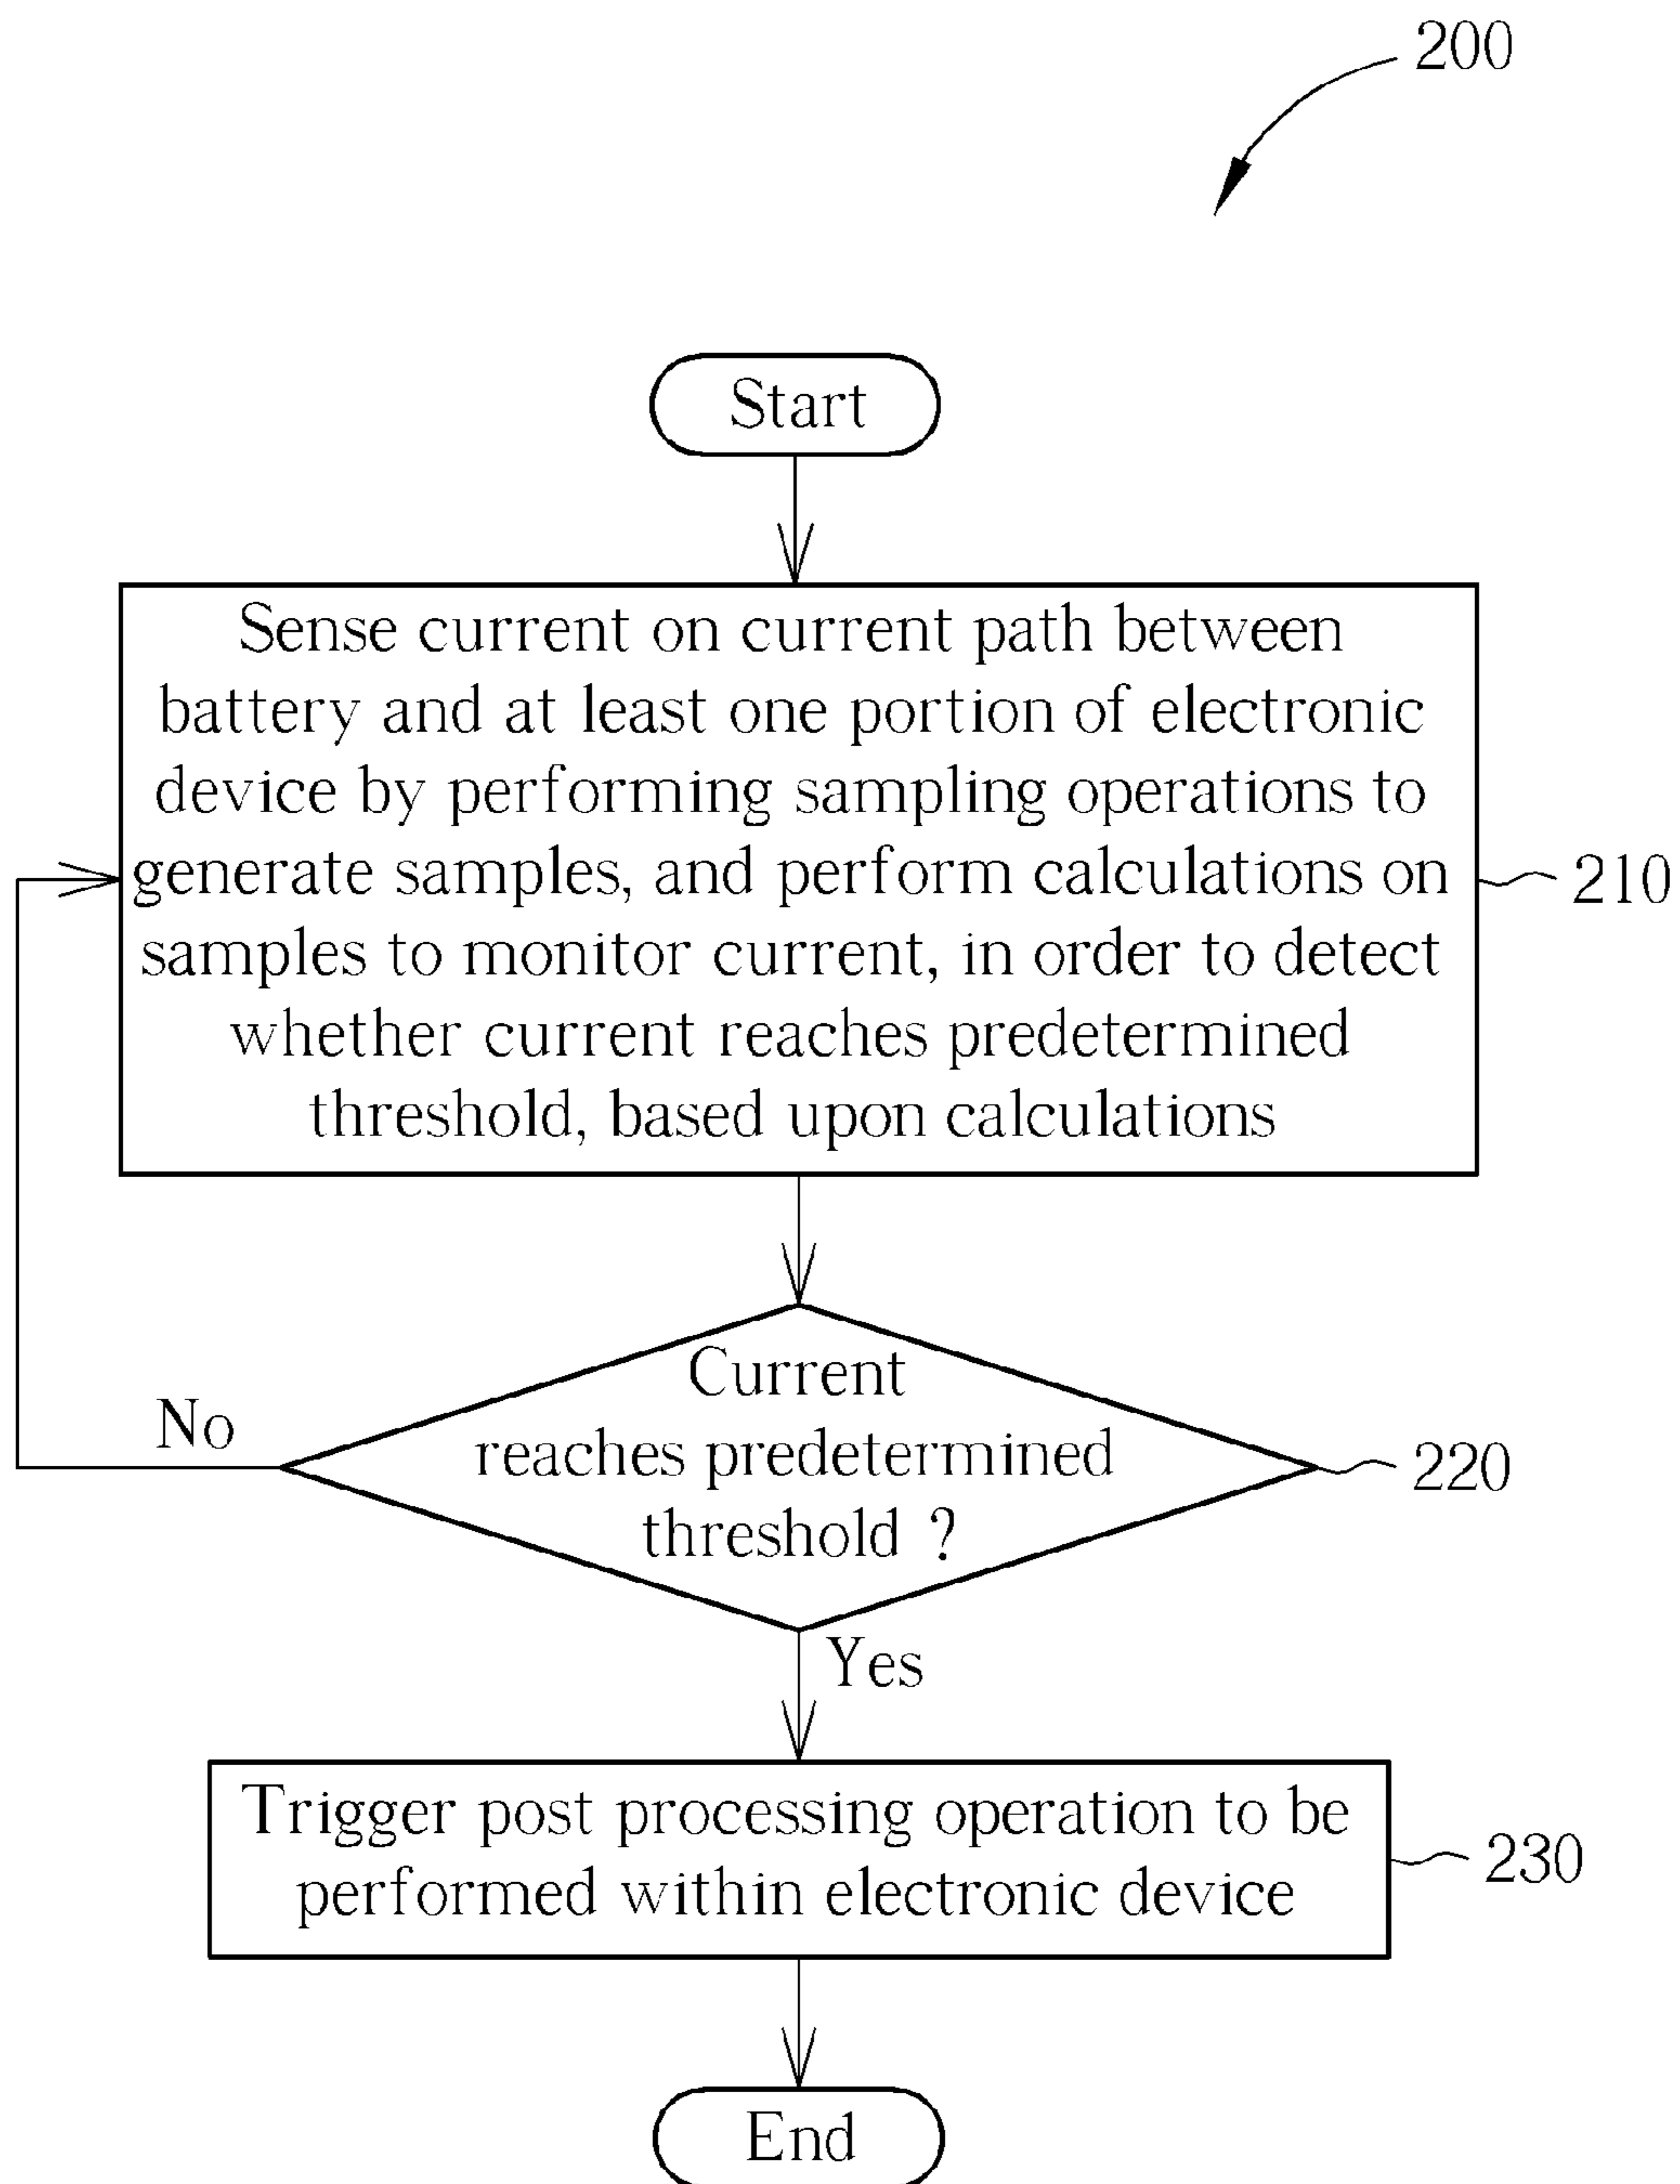 200
Start
Sense current on current path between
battery and at least one portion of electronic
device by performing sampling operations to
generate samples, and perform calculations on
samples to monitor current, in order to detect
whether current reaches predetermined
threshold, based upon calculations
210
Current
reaches predetermined
threshold ?
No
220
Yes
Trigger post processing operation to be
performed within electronic device
230
End